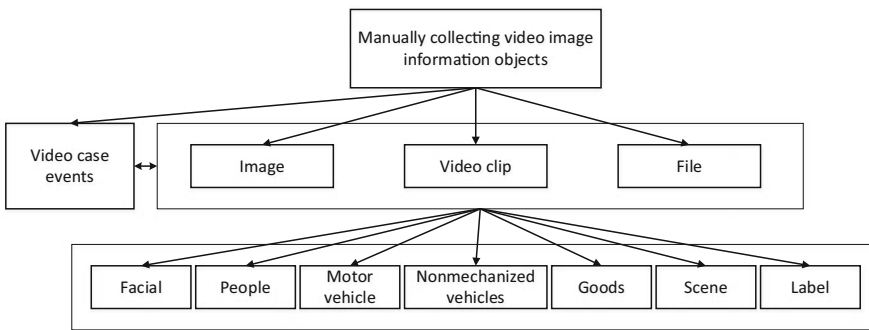 Manually collecting video image
information objects
Video case
events
Image
Video clip
File
Facial
People
Motor
vehicle
Nonmechanized
vehicles
Goods
Scene
Label